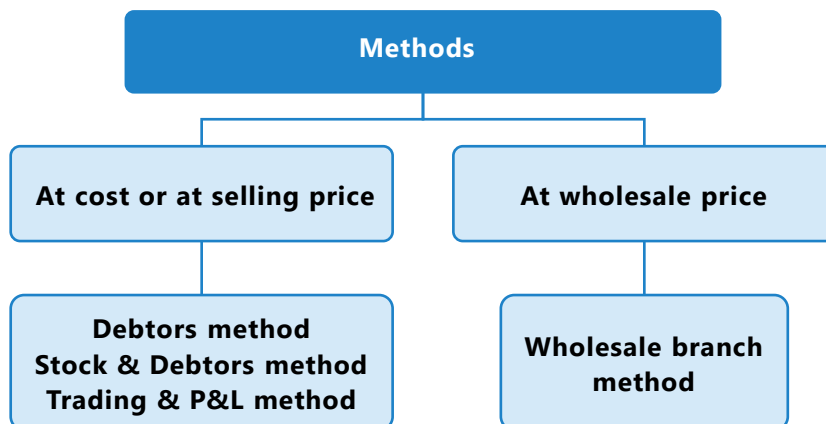 Methods
At cost or at selling price
At wholesale price
Debtors method
Stock & Debtors method
Trading & P&L method
Wholesale branch
method